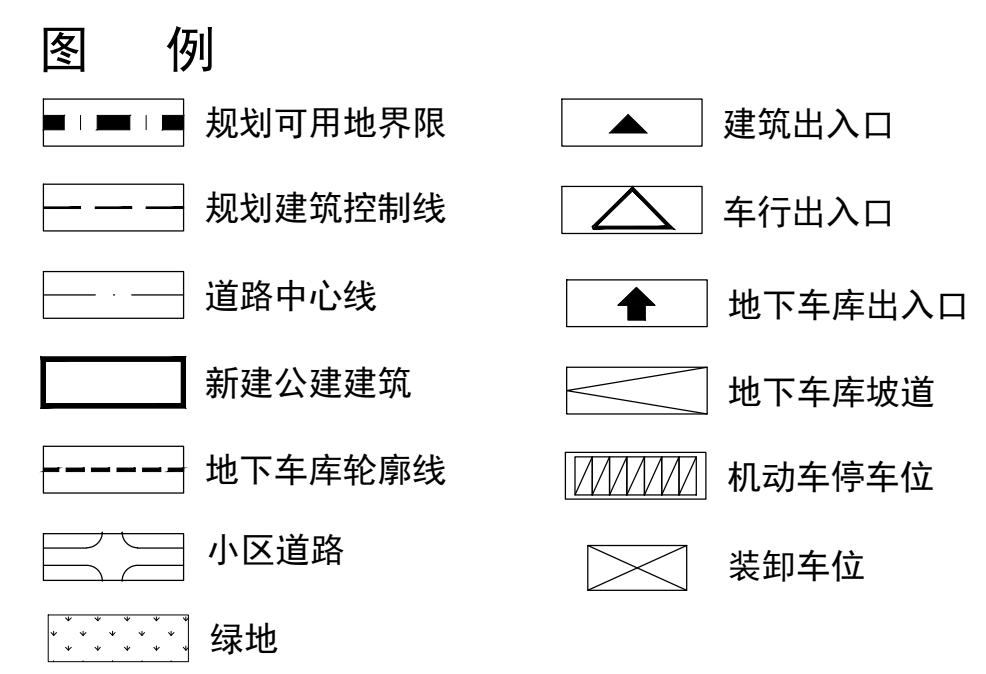 图 例
规划可用地界限
规划建筑控制线
道路中心线
新建公建建筑
地下车库轮廓线
小区道路
绿地
建筑出入口
车行出入口
地下车库出入口
地下车库坡道
机动车停车位
装卸车位